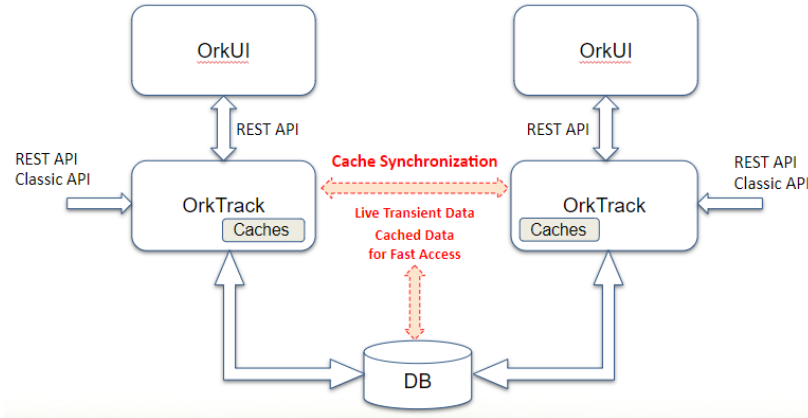 OrkUI
OrkUI
REST API
REST API
REST API
Classic API
Cache Synchronization
REST API
Classic API
OrkTrack
Caches
Live Transient Data
Cached Data
for Fast Access
OrkTrack
Caches
DB